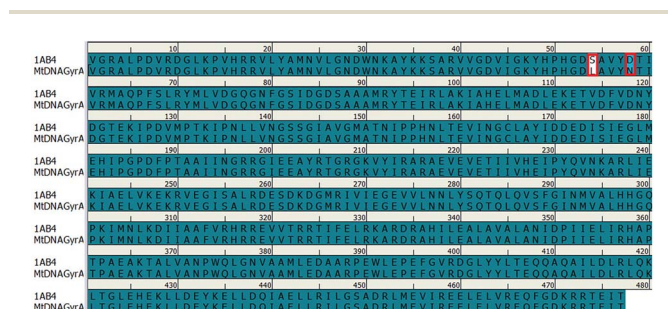 10 20 30 40 50 60
1AB4 VGRALPDVRDGLKPVHRRVLYAMNVLGNDWNKAYKKSARVVGDVIGKYHPHGDSAVYDTI
MtDNAGyrA VGRALPDVRDGLKPVHRRVLYAMNVLGNDWNKAYKKSARVVGDVIGKYHPHGDLAVYNTI
70 80 90 100 110 120
1AB4 VRMAQPFSLRYMLVDGQGNFGSIDGDSAAAMRYTEIRLAKIAHELMADLEKETVDFVDNY
MtDNAGyrA VRMAQPFSLRYMLVDGQGNFGSIDGDSAAAMRYTEIRLAKIAHELMADLEKETVDFVDNY
130 140 150 160 170 180
1AB4 DGTEKIPDVMPTKIPNLLVNGSSGIAVGMATNIPPHNLTEVINGCLAYIDDEDISIEGLM
MtDNAGyrA DGTEKIPDVMPTKIPNLLVNGSSGIAVGMATNIPPHNLTEVINGCLAYIDDEDISIEGLM
190 200 210 220 230 240
1AB4 EHIPGPDFPTAAIINGRRGIEEAYRTGRGKVYIRARAEVEVETIIVHEIPYQVNKARLIE
MtDNAGyrA EHIPGPDFPTAAIINGRRGIEEAYRTGRGKVYIRARAEVEVETIIVHEIPYQVNKARLIE
250 260 270 280 290 300
1AB4 KIAELVKEKRVEGISALRDESDKDGMRIVIEGEVVLNNLYSQTQLQVSFGINMVALHHGQ
MtDNAGyrA KIAELVKEKRVEGISALRDESDKDGMRIVIEGEVVLNNLYSQTQLQVSFGINMVALHHGQ
310 320 330 340 350 360
1AB4 PKIMNLKDIIAAFVRHRREVVTRRTIFELRKARDRAHILEALAVALANIDPIIELIRHAP
MtDNAGyrA PKIMNLKDIIAAFVRHRREVVTRRTIFELRKARDRAHILEALAVALANIDPIIELIRHAP
370 380 390 400 410 420
1AB4 TPAEAKTALVANPWQLGNVAAMLEDAARPEWLEPEFGVRDGLYYLTEQQAQAILDLRLQK
MtDNAGyrA TPAEAKTALVANPWQLGNVAAMLEDAARPEWLEPEFGVRDGLYYLTEQQAQAILDLRLQK
430 440 450 460 470 480
1AB4 LTGLEHEKLLDEYKELLDQIAELLRILGSADRLMEVIREELELVREQFGDKRRTEIT
MtDNAGyrA LTGLEHEKLLDEYKELLDQIAELLRILGSADRLMEVIREELELVREQFGDKRRTEIT